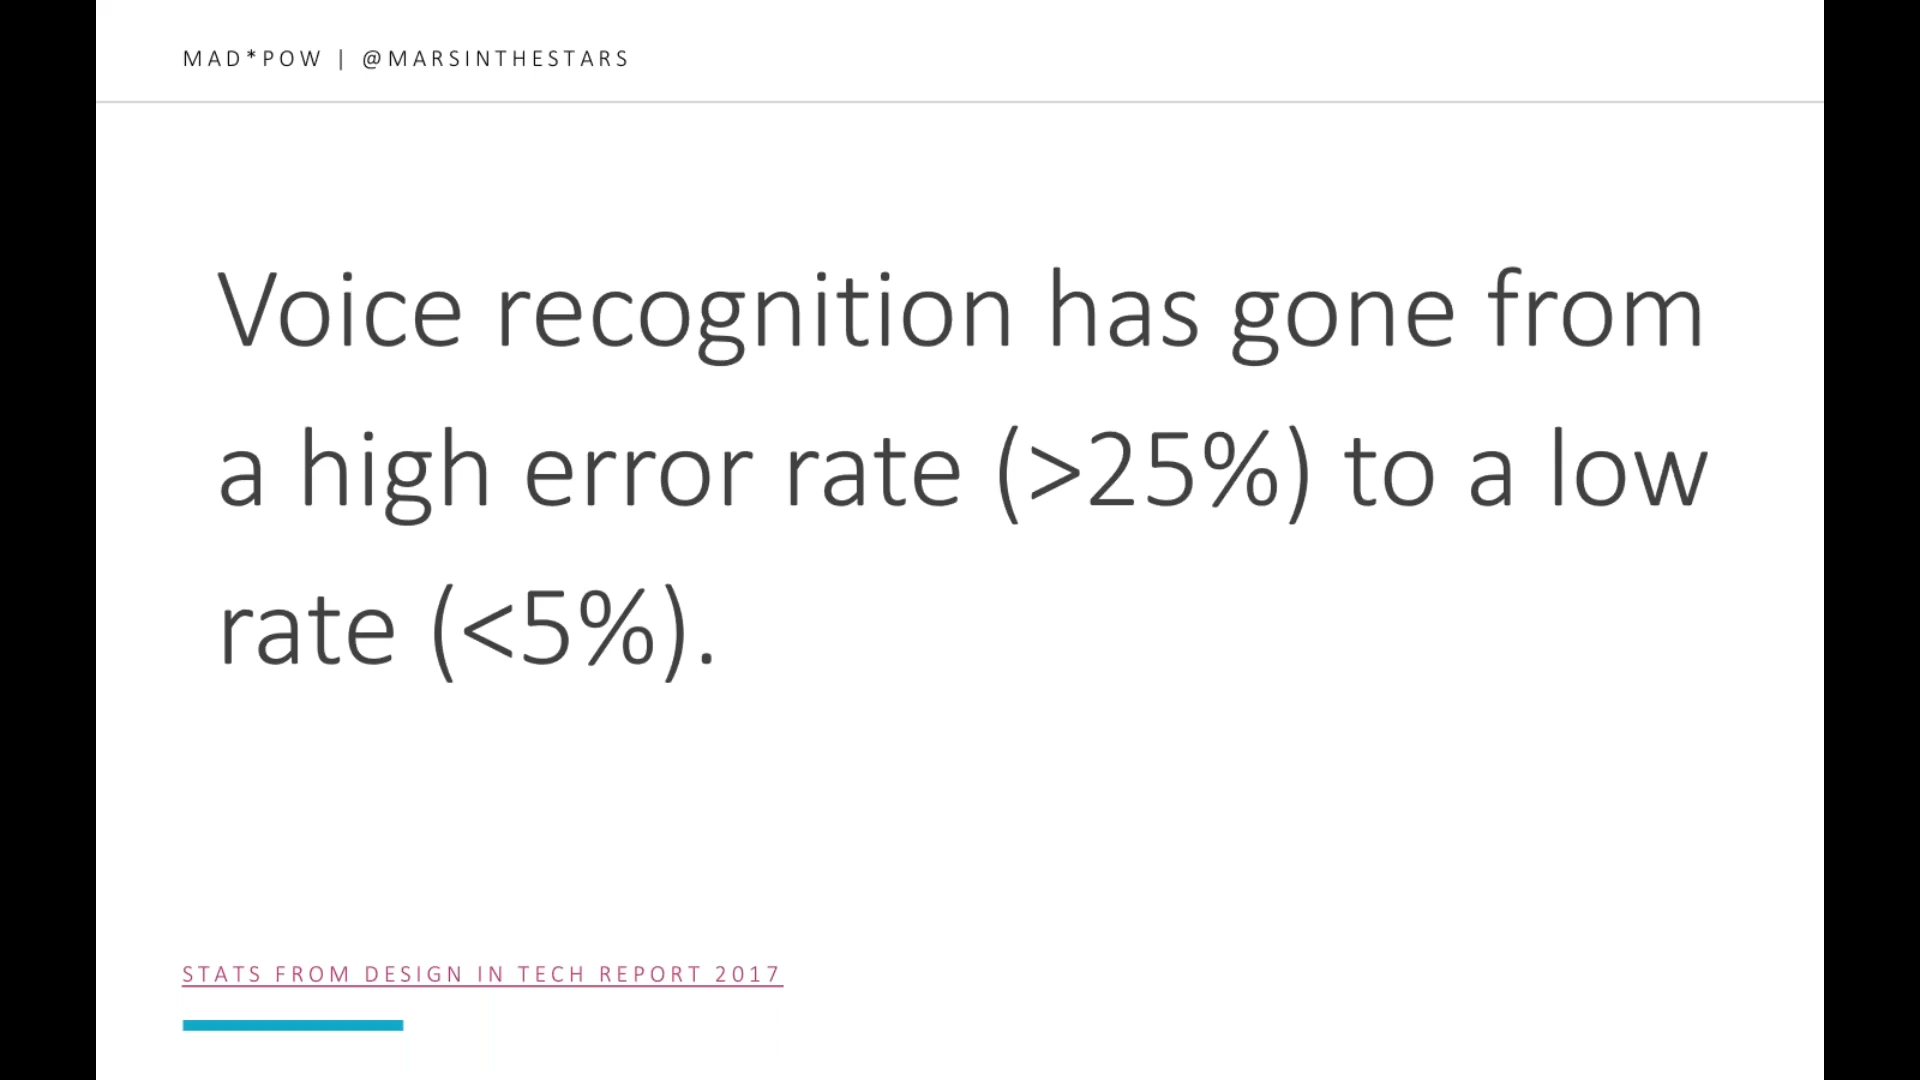 MAD*POW | @MARSINTHESTARS
Voice recognition has gone from
a high error rate (>25%) to a low
rate (<5%).
STATS FROM DESIGN IN TECH REPORT 2017